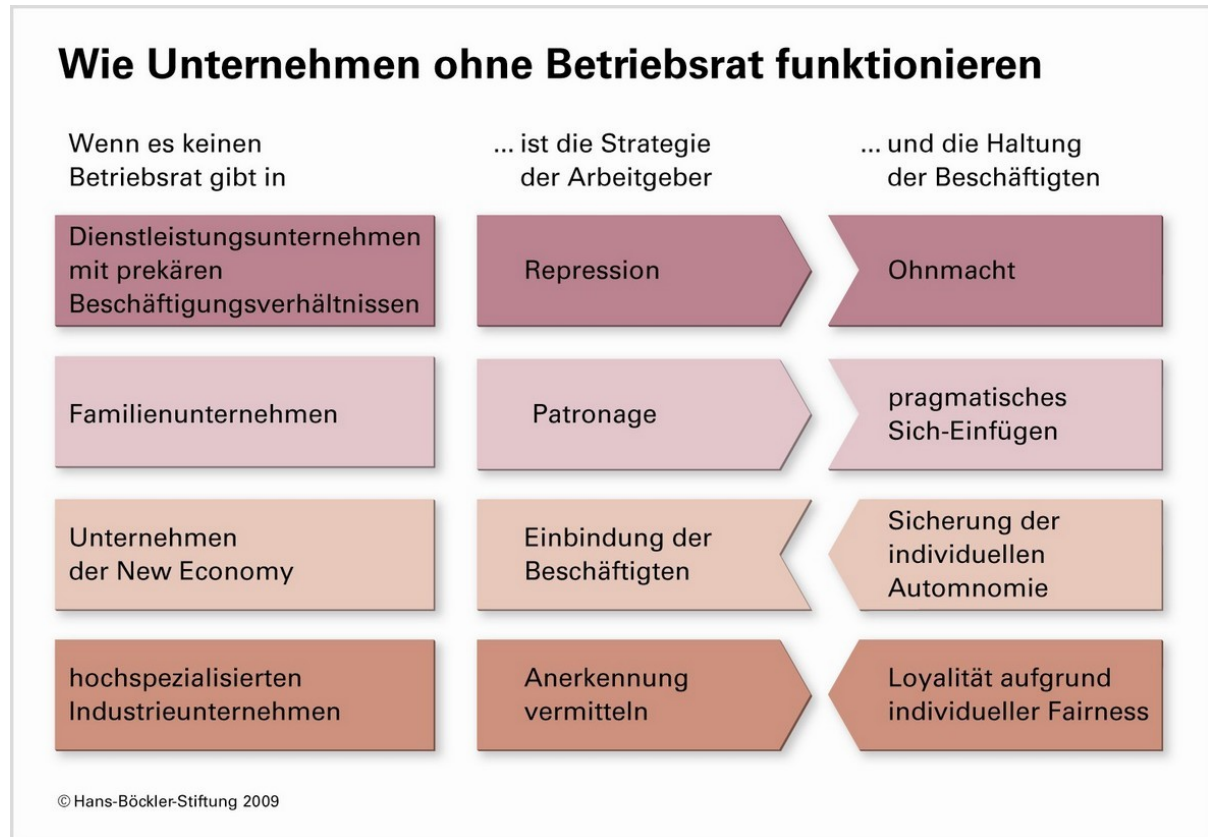 Wie Unternehmen ohne Betriebsrat funktionieren
Wenn es keinen
Betriebsrat gibt in
... ist die Strategie
der Arbeitgeber
... und die Haltung
der Beschäftigten
Dienstleistungsunternehmen
mit prekären
Beschäftigungsverhältnissen
Repression
Ohnmacht
Familienunternehmen
Patronage
pragmatisches
Sich-Einfügen
Unternehmen
der New Economy
Einbindung der
Beschäftigten
Sicherung der
individuellen
Automnomie
hochspezialisierten
Industrieunternehmen
Anerkennung
vermitteln
Loyalität aufgrund
individueller Fairness
© Hans-Böckler-Stiftung 2009